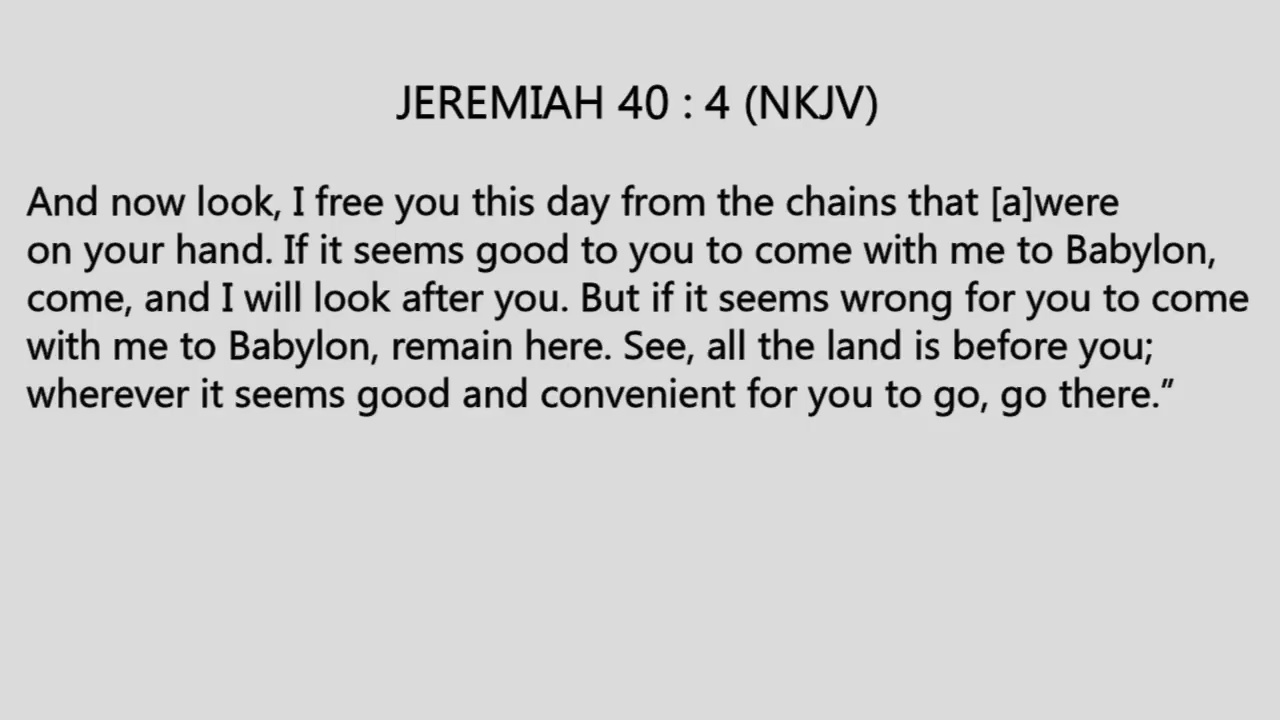 JEREMIAH 40 : 4 (NKJV)
And now look, I free you this day from the chains that [a]were
on your hand. If it seems good to you to come with me to Babylon,
come, and I will look after you. But if it seems wrong for you to come
with me to Babylon, remain here. See, all the land is before you;
wherever it seems good and convenient for you to go, go there.”